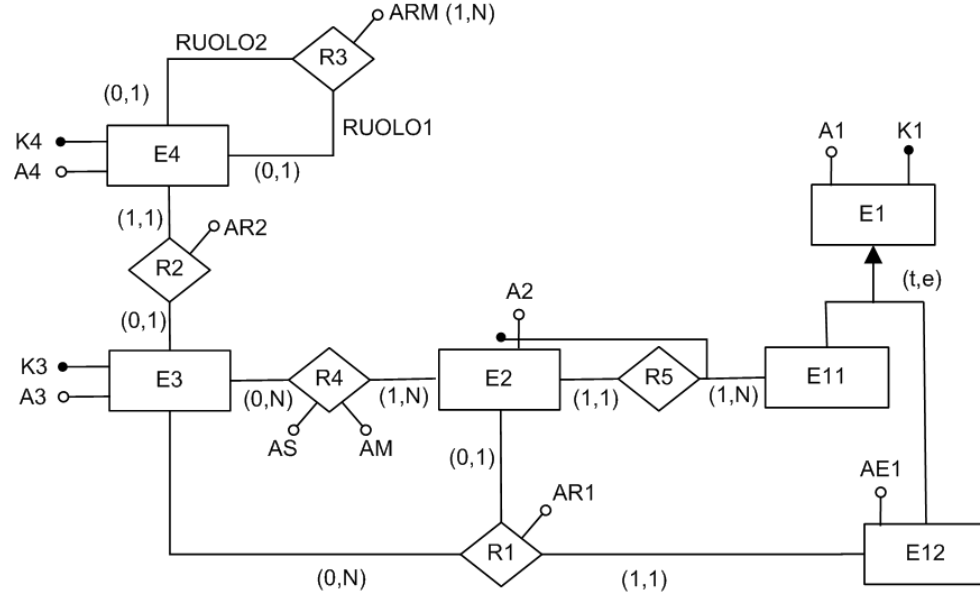 ARM (1,N)
RUOLO2
R3
(0,1)
RUOLO1
K4
E4
A4
(0,1)
A1
K1
(1,1)
E1
AR2
R2
(t,e)
A2
(0,1)
K3
E3
R4
E2
R5
E11
A3
(0,N)
(1,N)
(1,1)
(1,N)
AS
AM
(0,1)
AE1
AR1
R1
E12
(0,N)
(1,1)